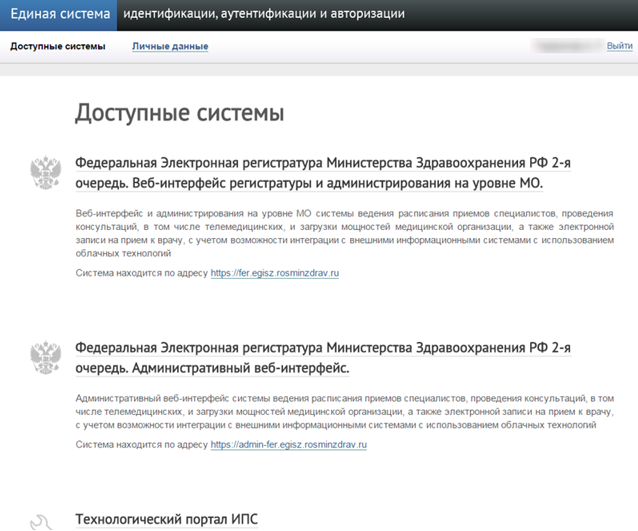 Единая система идентификации, аутентификации и авторизации
Доступные системы Личные данные Выйти
Доступные системы
Федеральная Электронная регистратура Министерства Здравоохранения РФ 2-я
очередь. Веб-интерфейс регистратуры и администрирования на уровне МО.
Веб-интерфейс и администрирования на уровне МО системы ведения расписания приемов специалистов, проведения
консультаций, в том числе телемедицинских, и загрузки мощностей медицинской организации, а также электронной
записи на прием к врачу, с учетом возможности интеграции с внешними информационными системами с использованием
облачных технологий
Система находится по адресу https://fer.egisz.rosminzdrav.ru
Федеральная Электронная регистратура Министерства Здравоохранения РФ 2-я
очередь. Административный веб-интерфейс.
Административный веб-интерфейс системы ведения расписания приемов специалистов, проведения консультаций, в том
числе телемедицинских, и загрузки мощностей медицинской организации, а также электронной записи на прием к врачу,
с учетом возможности интеграции с внешними информационными системами с использованием облачных технологий
Система находится по адресу https://admin-fer.egisz.rosminzdrav.ru
Технологический портал ИПС